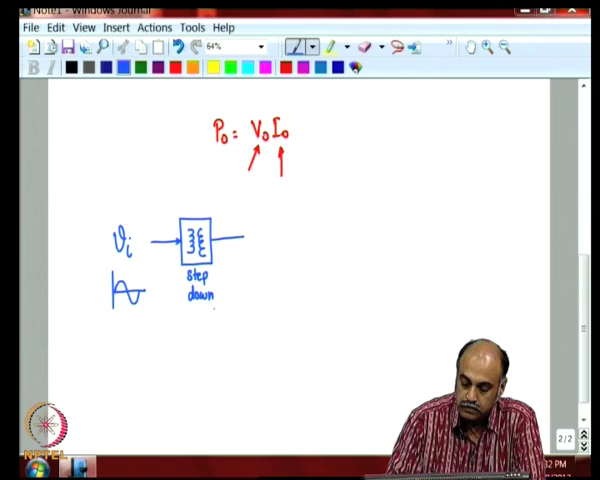 Note1 - Windows Journal
File Edit View Insert Actions Tools Help
64%
B I
P₀ = V₀ I₀
vᵢ
step
down
2/2
NPTEL